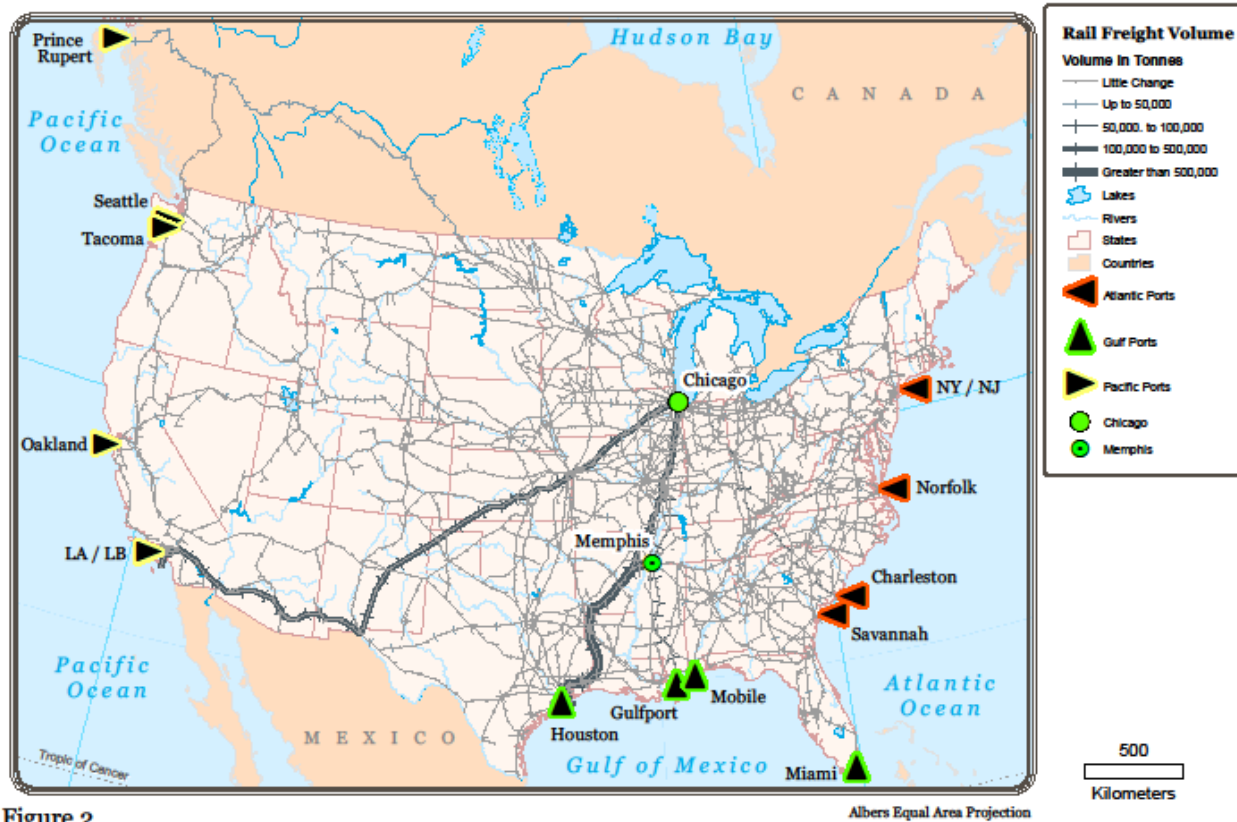 Prince
Rupert
Hudson Bay
CANADA
Pacific
Ocean
Seattle
Tacoma
Chicago
NY / NJ
Oakland
Norfolk
Memphis
LA / LB
Charleston
Savannah
Pacific
Ocean
Atlantic
Ocean
Mobile
Gulfport
Houston
MEXICO
Gulf of Mexico
Miami
Tropic of Cancer
Figure 2
Albers Equal Area Projection
Rail Freight Volume
Volume in Tonnes
Little Change
Up to 50,000
50,000. to 100,000
100,000 to 500,000
Greater than 500,000
Lakes
Rivers
States
Countries
Atlantic Ports
Gulf Ports
Pacific Ports
Chicago
Memphis
500
Kilometers